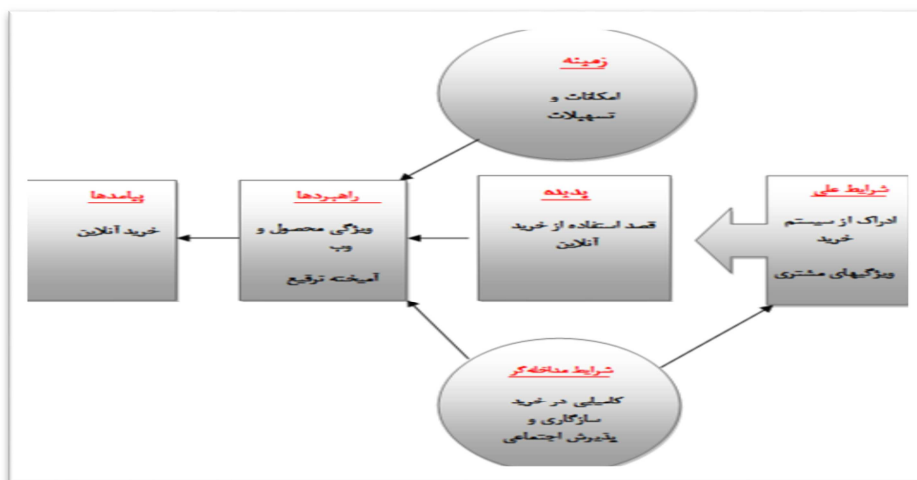 زمینه
امکانات و
تسهیلات
شرایط علی
ادراک از سیستم
خرید
ویژگیهای مشتری
پدیده
قصد استفاده از خرید
آنلاین
راهبردها
ویژگی محصول و
وب
آمیخته ترفیع
پیامدها
خرید آنلاین
شرایط مداخله گر
کامیابی در خرید
سازگاری و
پذیرش اجتماعی